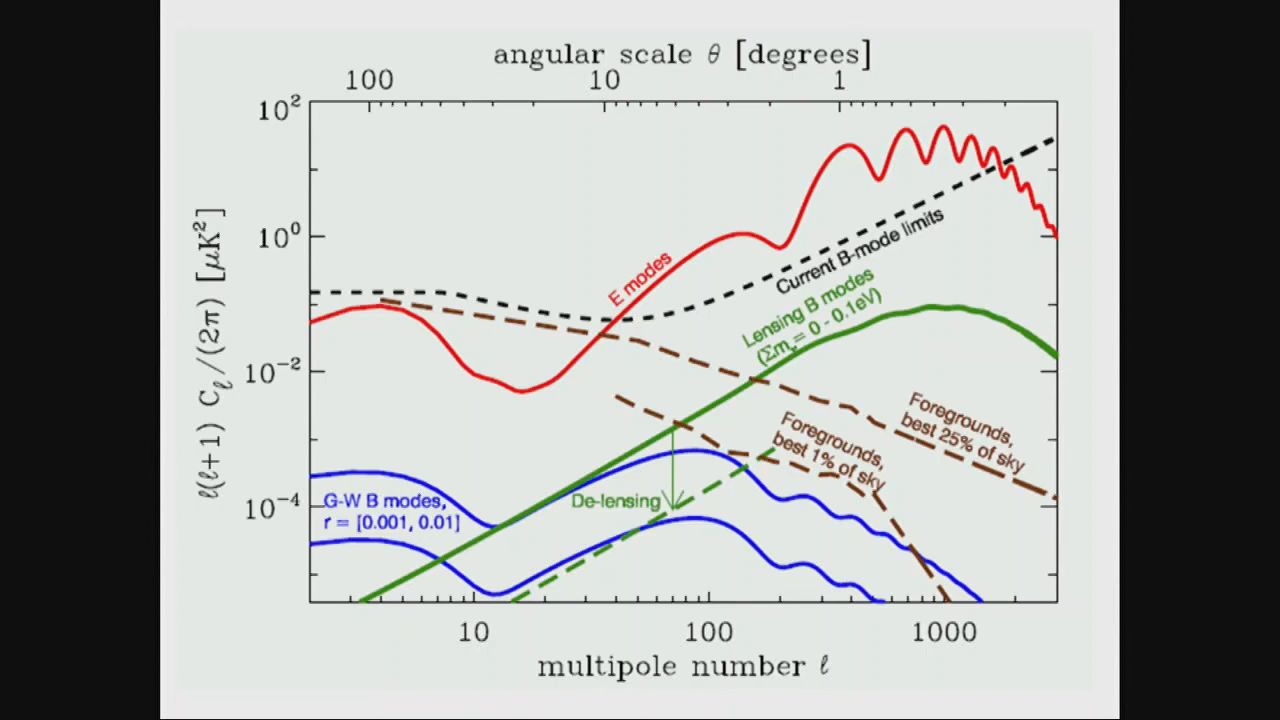 angular scale θ [degrees]
100 10 1
10²
10⁰
10⁻²
10⁻⁴
ℓ(ℓ+1) C_ℓ/(2π) [μK²]
E modes
Current B-mode limits
Lensing B modes
(Σm_ν = 0 - 0.1eV)
Foregrounds,
best 25% of sky
Foregrounds,
best 1% of sky
De-lensing
G-W B modes,
r = [0.001, 0.01]
10 100 1000
multipole number ℓ